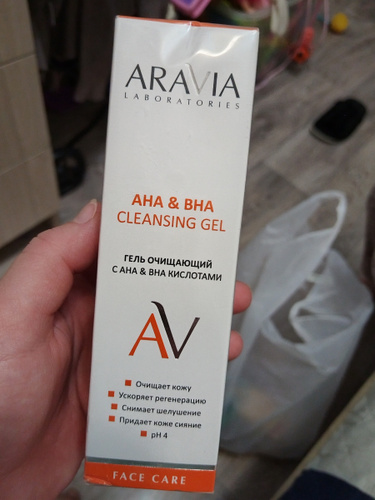 ARAVIA
LABORATORIES
AHA & BHA
CLEANSING GEL
ГЕЛЬ ОЧИЩАЮЩИЙ
С AHA & BHA КИСЛОТАМИ
AV
Очищает кожу
Ускоряет регенерацию
Снимает шелушение
Придает коже сияние
pH 4
FACE CARE